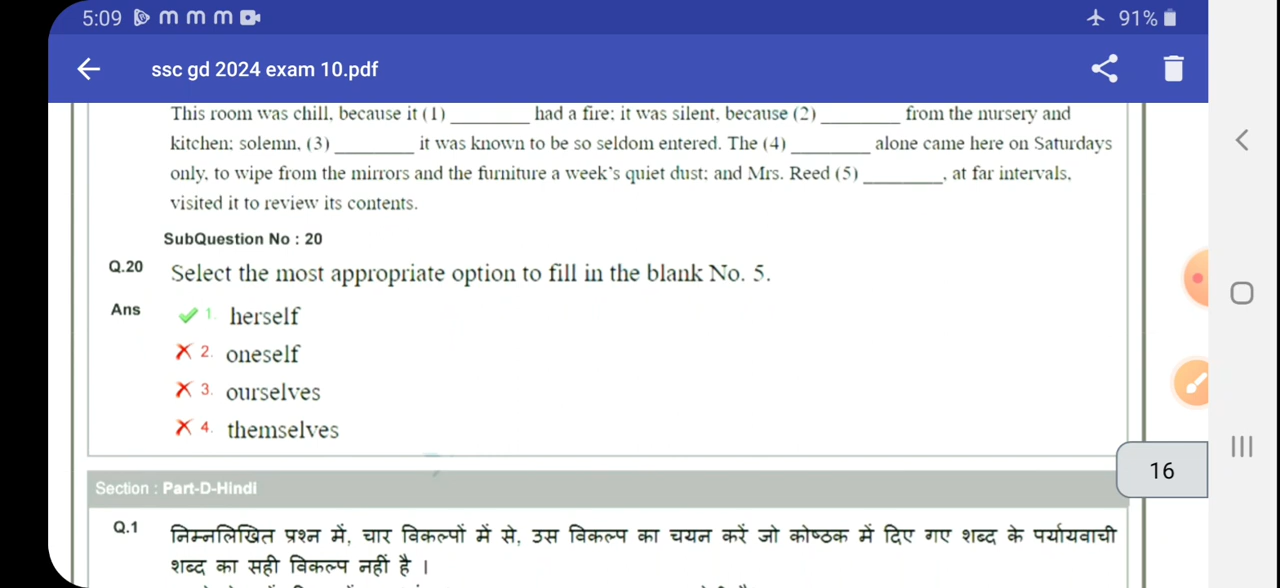 5:09 91%
ssc gd 2024 exam 10.pdf
This room was chill, because it (1) ________ had a fire; it was silent, because (2) ________ from the nursery and
kitchen; solemn, (3) ________ it was known to be so seldom entered. The (4) ________ alone came here on Saturdays
only, to wipe from the mirrors and the furniture a week's quiet dust; and Mrs. Reed (5) ________, at far intervals,
visited it to review its contents.
SubQuestion No : 20
Q.20 Select the most appropriate option to fill in the blank No. 5.
Ans 1. herself
2. oneself
3. ourselves
4. themselves
16
Section : Part-D-Hindi
Q.1 निम्नलिखित प्रश्न में, चार विकल्पों में से, उस विकल्प का चयन करें जो कोष्ठक में दिए गए शब्द के पर्यायवाची
शब्द का सही विकल्प नहीं है ।